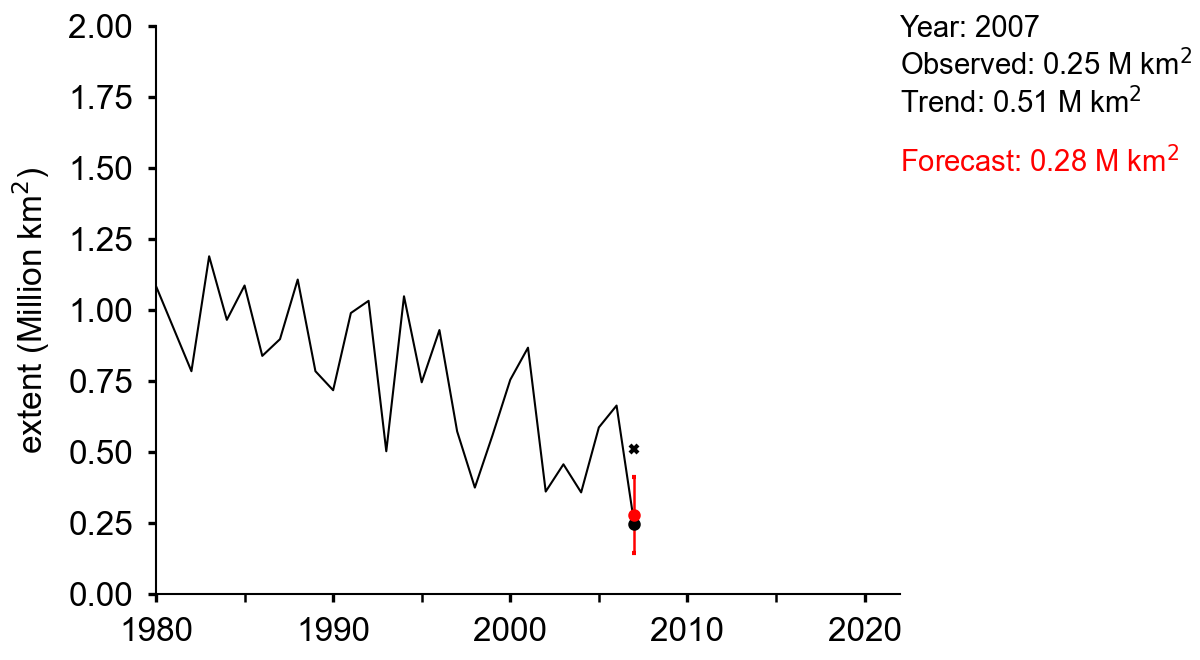 Year: 2007
Observed: 0.25 M km²
Trend: 0.51 M km²
Forecast: 0.28 M km²
extent (Million km²)
2.00
1.75
1.50
1.25
1.00
0.75
0.50
0.25
0.00
1980 1990 2000 2010 2020